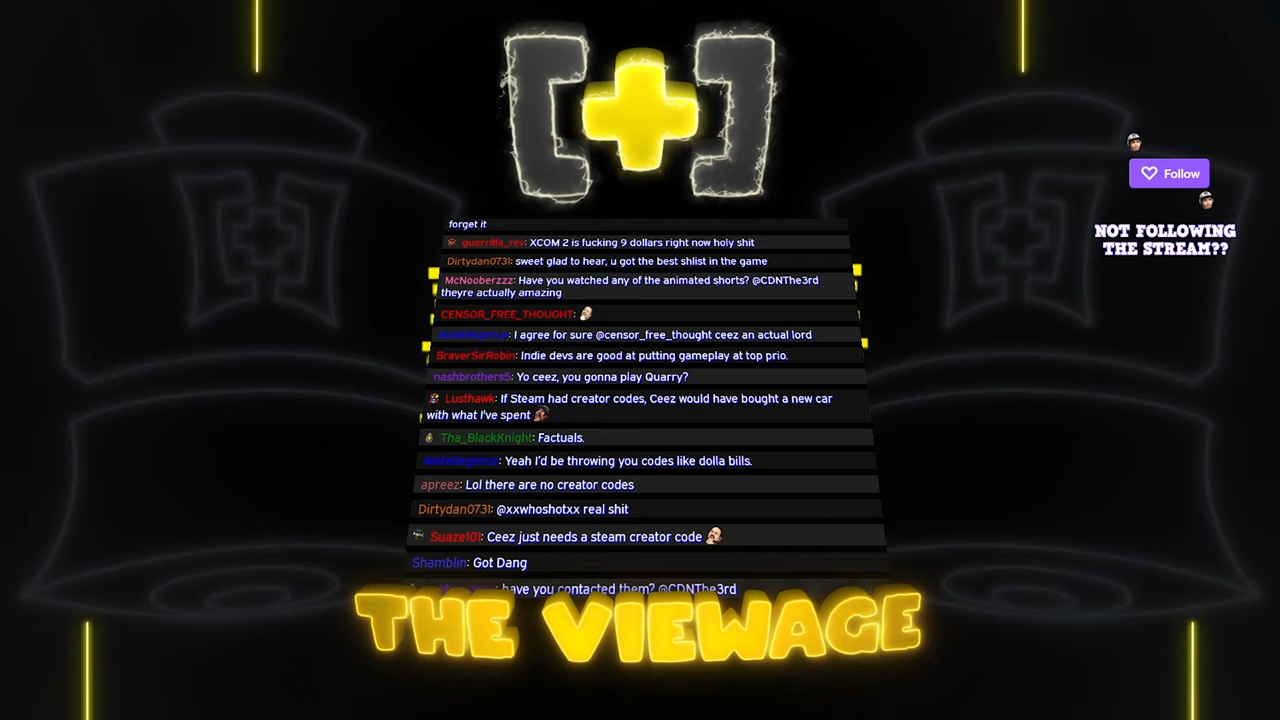 forget it
guerrilla_rev: XCOM 2 is fucking 9 dollars right now holy shit
Dirtydan0731: sweet glad to hear, u got the best shlist in the game
McNooberzzz: Have you watched any of the animated shorts? @CDNThe3rd
theyre actually amazing
CENSOR_FREE_THOUGHT:
: I agree for sure @censor_free_thought ceez an actual lord
BraverSirRobin: Indie devs are good at putting gameplay at top prio.
nashbrothers5: Yo ceez, you gonna play Quarry?
Lusthawk: If Steam had creator codes, Ceez would have bought a new car
with what I've spent
Tha_BlackKnight: Factuals.
: Yeah I'd be throwing you codes like dolla bills.
apreez: Lol there are no creator codes
Dirtydan0731: @xxwhoshotxx real shit
Suaze101: Ceez just needs a steam creator code
Shamblin: Got Dang
: have you contacted them? @CDNThe3rd
THE VIEWAGE
Follow
NOT FOLLOWING
THE STREAM??